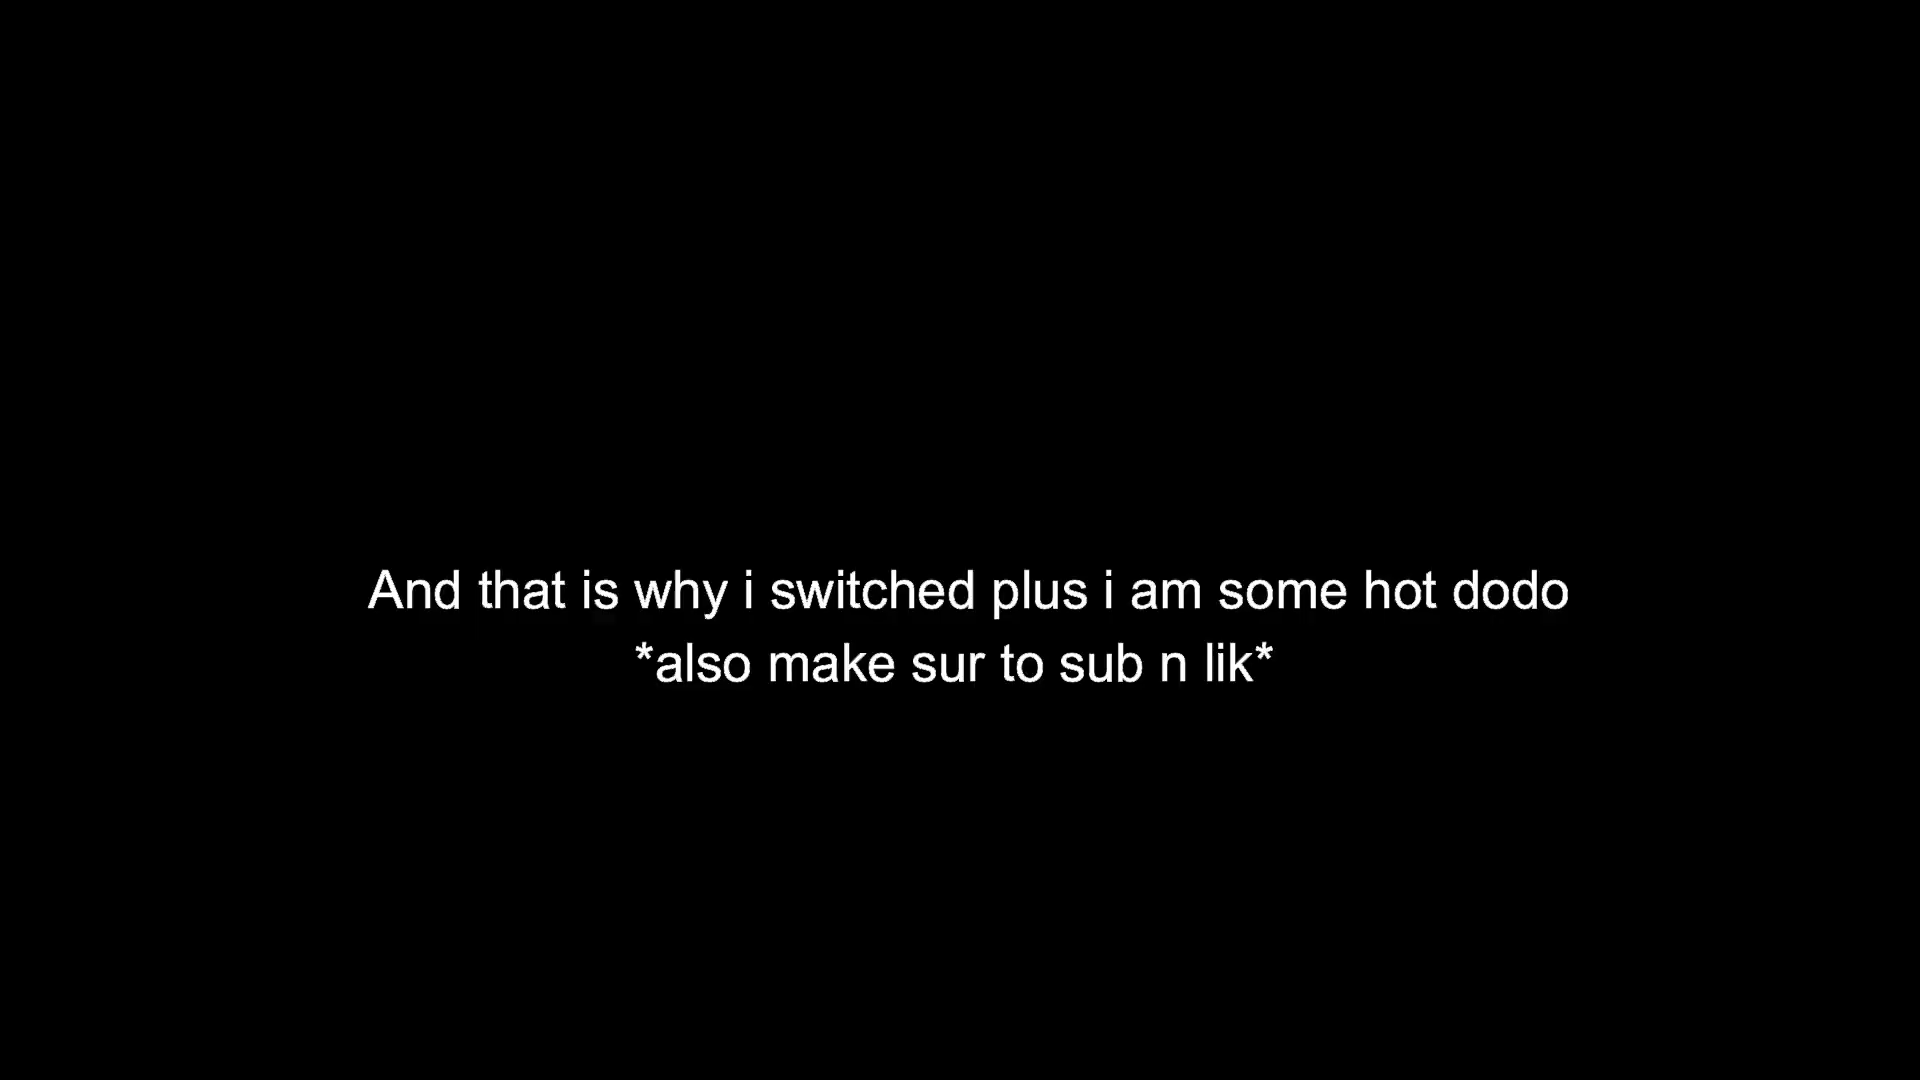 And that is why i switched plus i am some hot dodo
*also make sur to sub n lik*